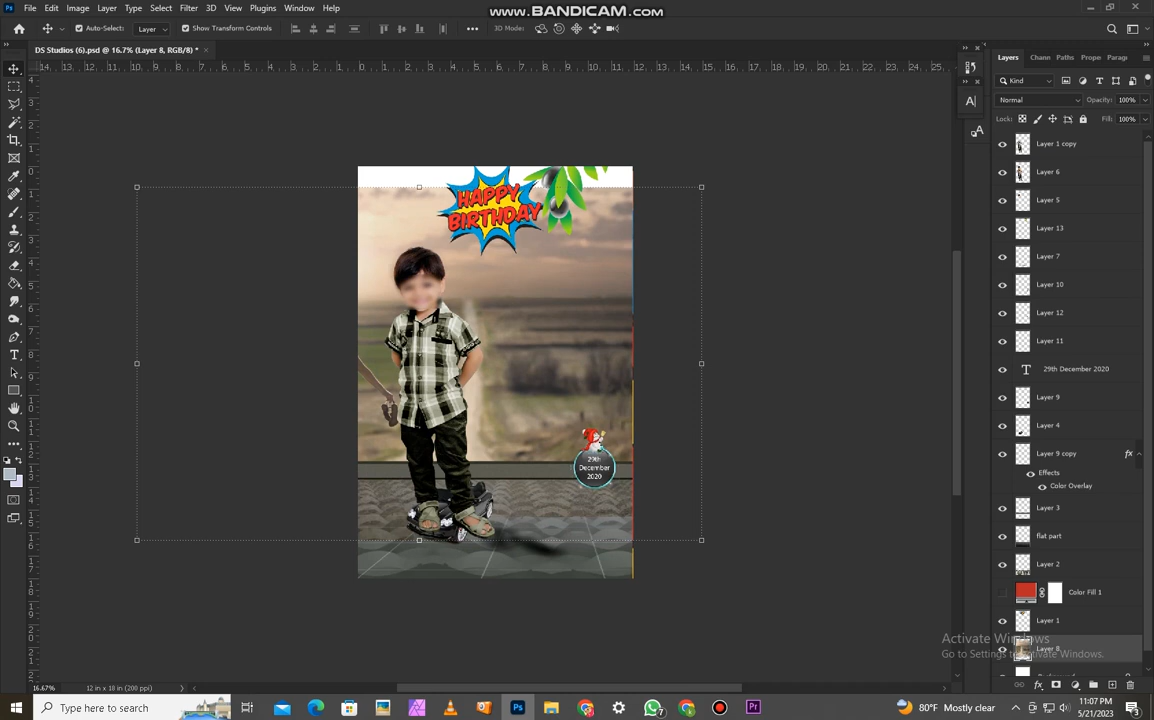 www.BANDICAM.com
File Edit Image Layer Type Select Filter 3D View Plugins Window Help
Auto-Select: Layer Show Transform Controls ••• 3D Mode:
DS Studios (6).psd @ 16.7% (Layer 8, RGB/8) * ×
Layers Chann Paths Prope Paragr
Kind
Normal Opacity: 100%
Lock: Fill: 100%
Layer 1 copy
Layer 6
Layer 5
Layer 13
Layer 7
Layer 10
Layer 12
Layer 11
T 29th December 2020
Layer 9
Layer 4
Layer 9 copy fx
Effects
Color Overlay
Layer 3
flat part
Layer 2
Color Fill 1
Layer 1
Layer 8
HAPPY
BIRTHDAY
29th
December
2020
Activate Windows
Go to Settings to Activate Windows.
16.67% 12 in x 18 in (200 ppi)
Type here to search
80°F Mostly clear
11:07 PM
5/21/2023